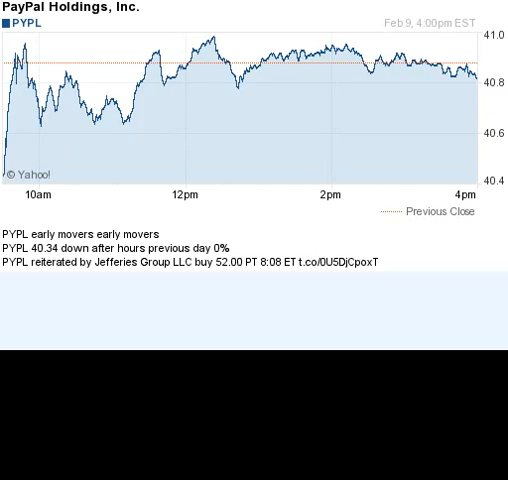 PayPal Holdings, Inc.
PYPL Feb 9, 4:00pm EST
41.0
40.8
40.6
40.4
© Yahoo!
10am 12pm 2pm 4pm
Previous Close
PYPL early movers early movers
PYPL 40.34 down after hours previous day 0%
PYPL reiterated by Jefferies Group LLC buy 52.00 PT 8:08 ET t.co/0U5DjCpoxT